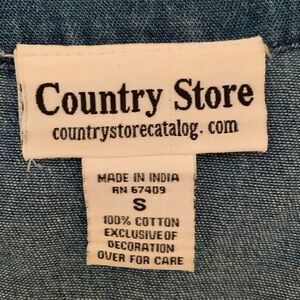 Country Store
countrystorecatalog. com
MADE IN INDIA
RN 67409
S
100% COTTON
EXCLUSIVE OF
DECORATION
OVER FOR CARE